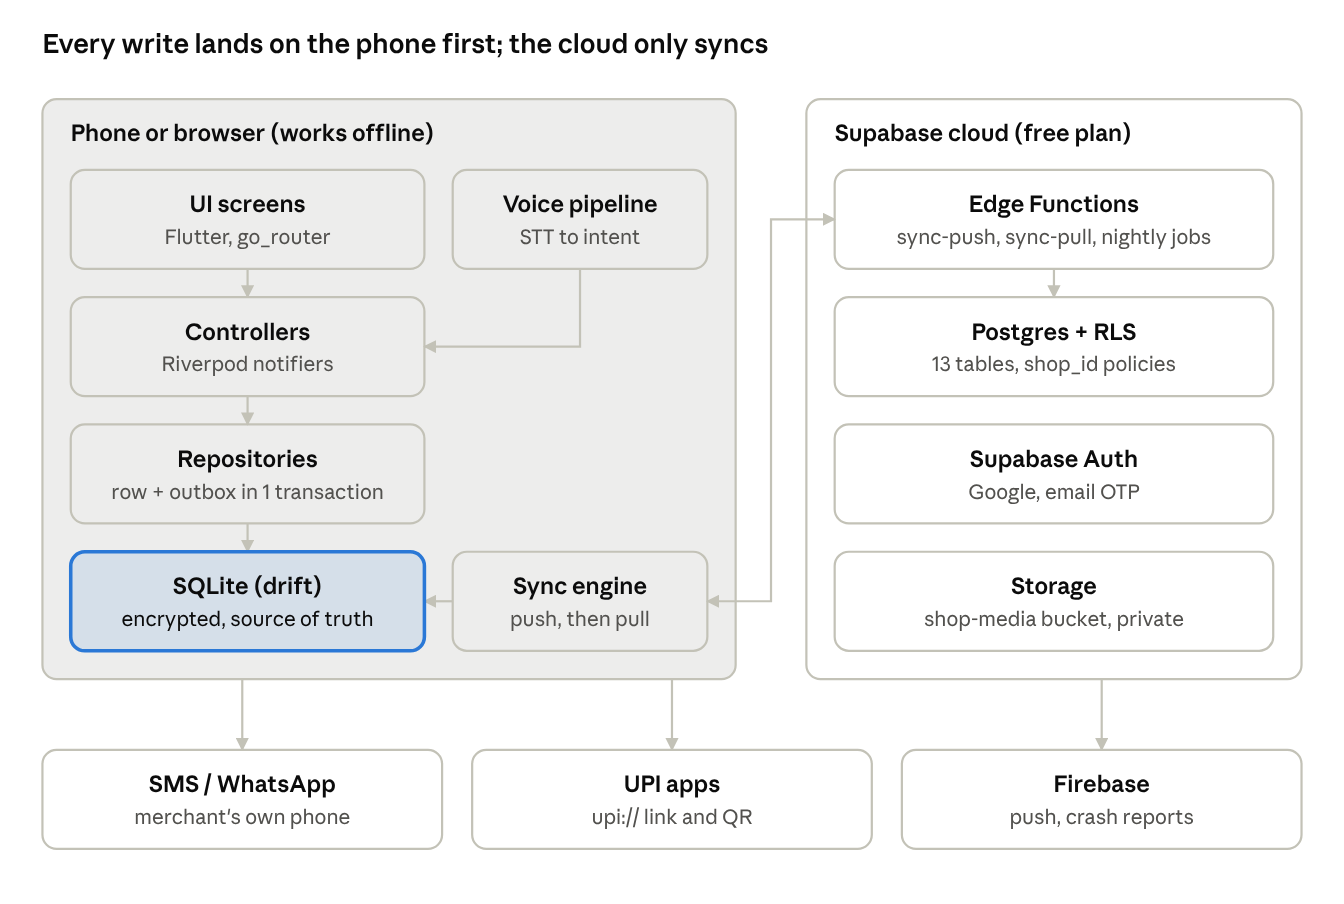 Every write lands on the phone first; the cloud only syncs
Phone or browser (works offline)
UI screens
Flutter, go_router
Voice pipeline
STT to intent
Controllers
Riverpod notifiers
Repositories
row + outbox in 1 transaction
SQLite (drift)
encrypted, source of truth
Sync engine
push, then pull
Supabase cloud (free plan)
Edge Functions
sync-push, sync-pull, nightly jobs
Postgres + RLS
13 tables, shop_id policies
Supabase Auth
Google, email OTP
Storage
shop-media bucket, private
SMS / WhatsApp
merchant's own phone
UPI apps
upi:// link and QR
Firebase
push, crash reports